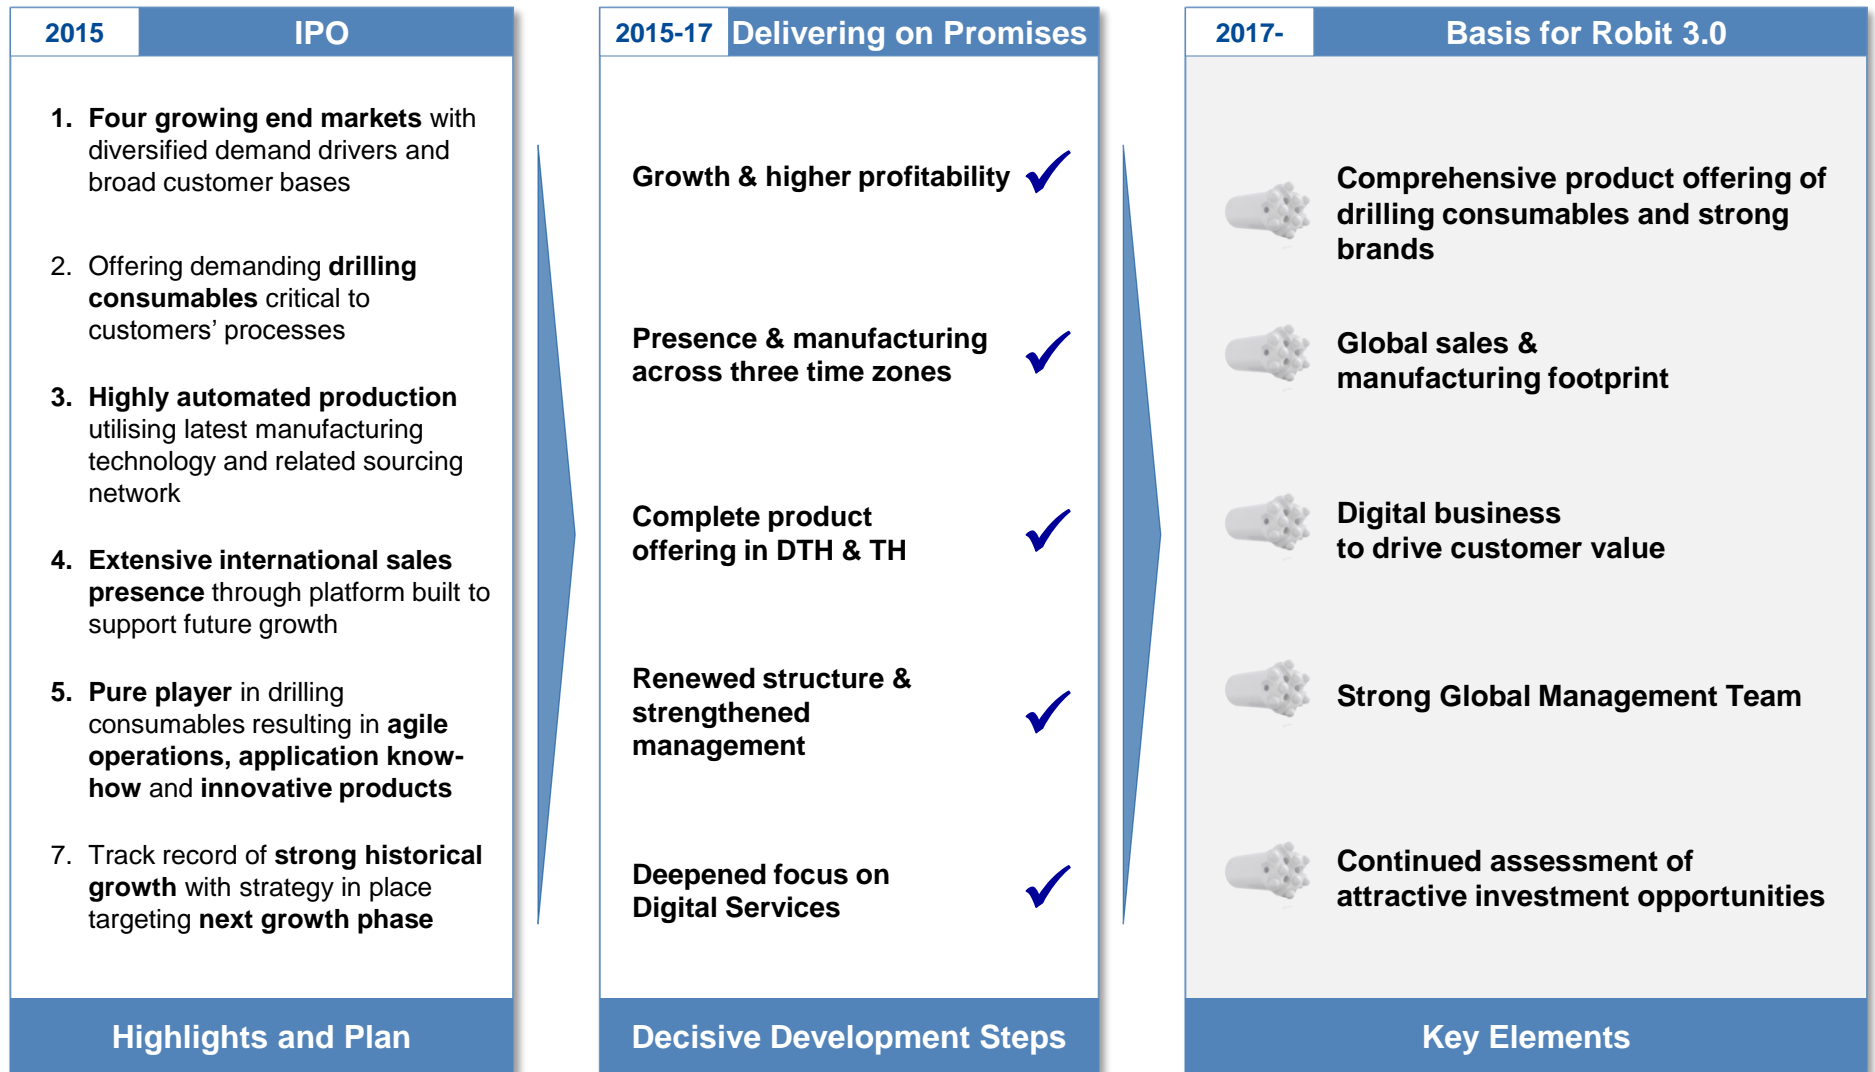 2015 IPO
1. Four growing end markets with
diversified demand drivers and
broad customer bases
2. Offering demanding drilling
consumables critical to
customers’ processes
3. Highly automated production
utilising latest manufacturing
technology and related sourcing
network
4. Extensive international sales
presence through platform built to
support future growth
5. Pure player in drilling
consumables resulting in agile
operations, application know-
how and innovative products
7. Track record of strong historical
growth with strategy in place
targeting next growth phase
Highlights and Plan
2015-17 Delivering on Promises
Growth & higher profitability
Presence & manufacturing
across three time zones
Complete product
offering in DTH & TH
Renewed structure &
strengthened
management
Deepened focus on
Digital Services
Decisive Development Steps
2017- Basis for Robit 3.0
Comprehensive product offering of
drilling consumables and strong
brands
Global sales &
manufacturing footprint
Digital business
to drive customer value
Strong Global Management Team
Continued assessment of
attractive investment opportunities
Key Elements